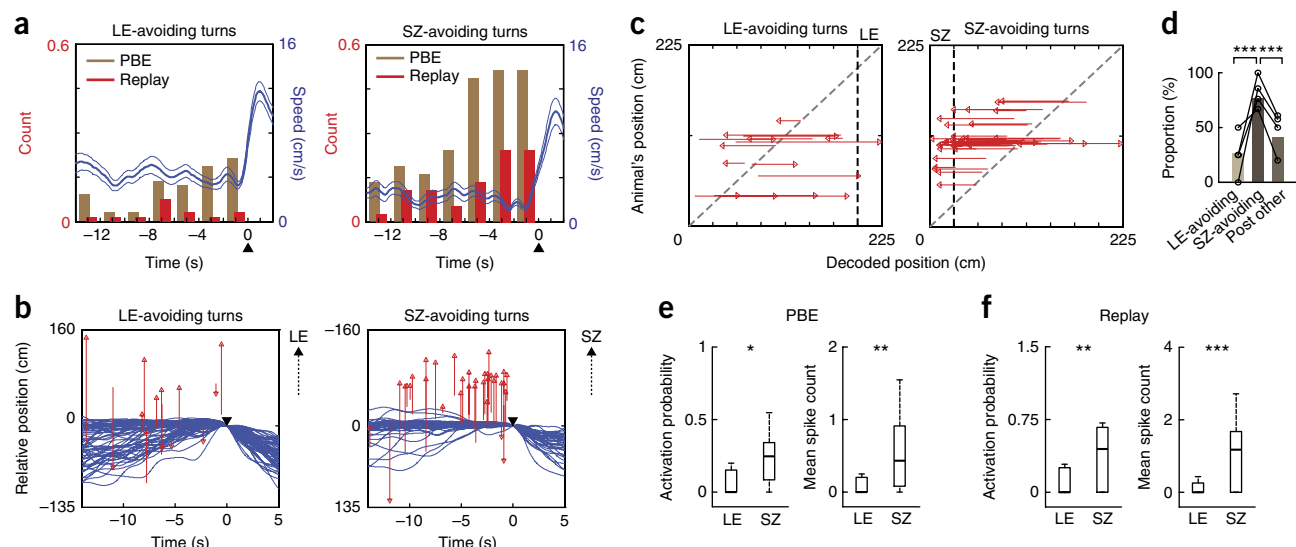 a
LE-avoiding turns
0.6
Count
0
PBE
Replay
16
Speed (cm/s)
0
−12 −8 −4 0
Time (s)
SZ-avoiding turns
0.6
Count
0
PBE
Replay
16
Speed (cm/s)
0
−12 −8 −4 0
Time (s)
b
LE-avoiding turns
160
0
−135
Relative position (cm)
LE
−10 −5 0 5
Time (s)
SZ-avoiding turns
−160
0
135
SZ
−10 −5 0 5
Time (s)
c
LE-avoiding turns
LE
225
Animal's position (cm)
0
225
SZ
SZ-avoiding turns
225
0
225
Decoded position (cm)
d
*** ***
100
50
0
Proportion (%)
LE-avoiding
SZ-avoiding
Post other
e
PBE
1
0.5
0
Activation probability
*
LE SZ
2
1
0
Mean spike count
**
LE SZ
f
Replay
1.5
0.75
0
Activation probability
**
LE SZ
4
2
0
Mean spike count
***
LE SZ